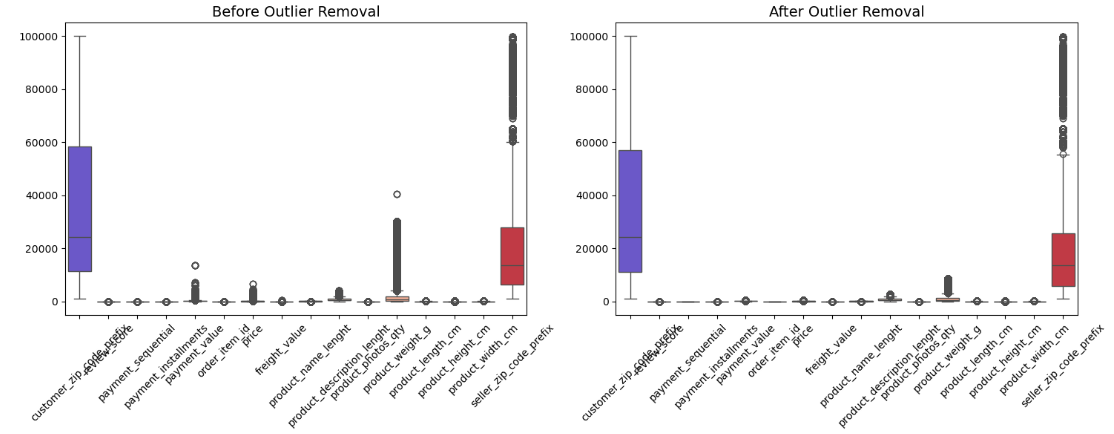 Before Outlier Removal
100000
80000
60000
40000
20000
0
customer_zip_code_prefix
review_score
payment_sequential
payment_installments
payment_value
order_item_id
price
freight_value
product_name_lenght
product_description_lenght
product_photos_qty
product_weight_g
product_length_cm
product_height_cm
product_width_cm
seller_zip_code_prefix
After Outlier Removal
100000
80000
60000
40000
20000
0
customer_zip_code_prefix
review_score
payment_sequential
payment_installments
payment_value
order_item_id
price
freight_value
product_name_lenght
product_description_lenght
product_photos_qty
product_weight_g
product_length_cm
product_height_cm
product_width_cm
seller_zip_code_prefix